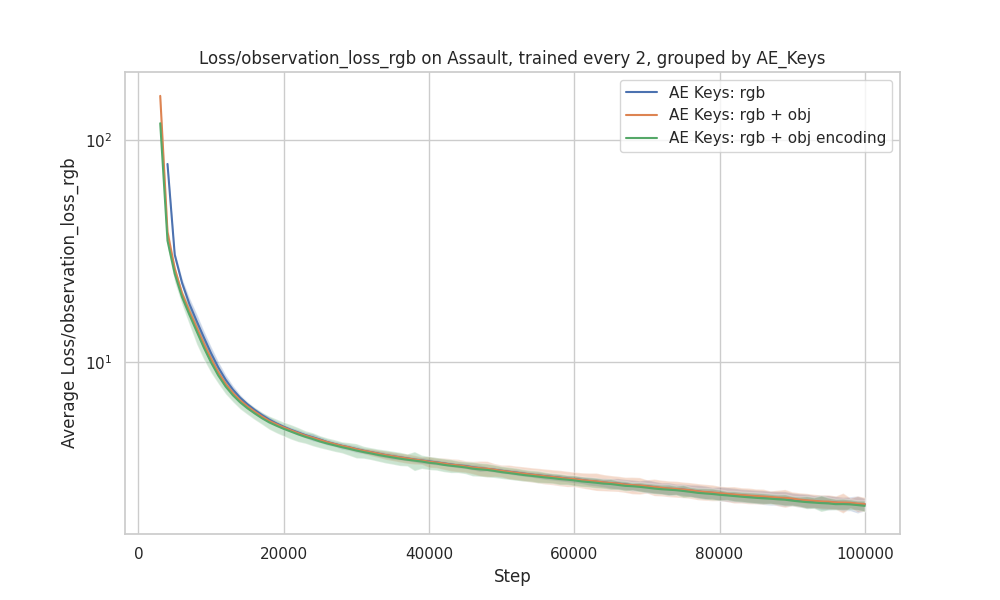 Loss/observation_loss_rgb on Assault, trained every 2, grouped by AE_Keys
AE Keys: rgb
AE Keys: rgb + obj
AE Keys: rgb + obj encoding
Average Loss/observation_loss_rgb
10²
10¹
0 20000 40000 60000 80000 100000
Step